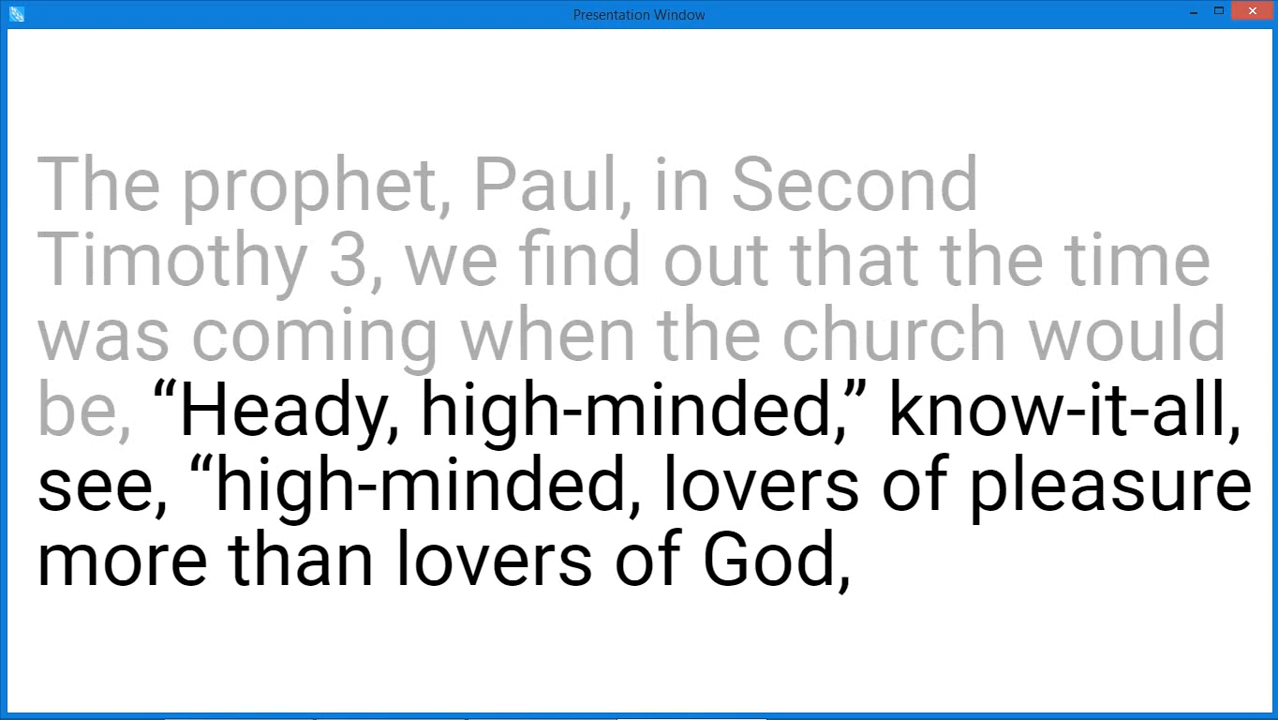 Presentation Window
The prophet, Paul, in Second
Timothy 3, we find out that the time
was coming when the church would
be, “Heady, high-minded,” know-it-all,
see, “high-minded, lovers of pleasure
more than lovers of God,